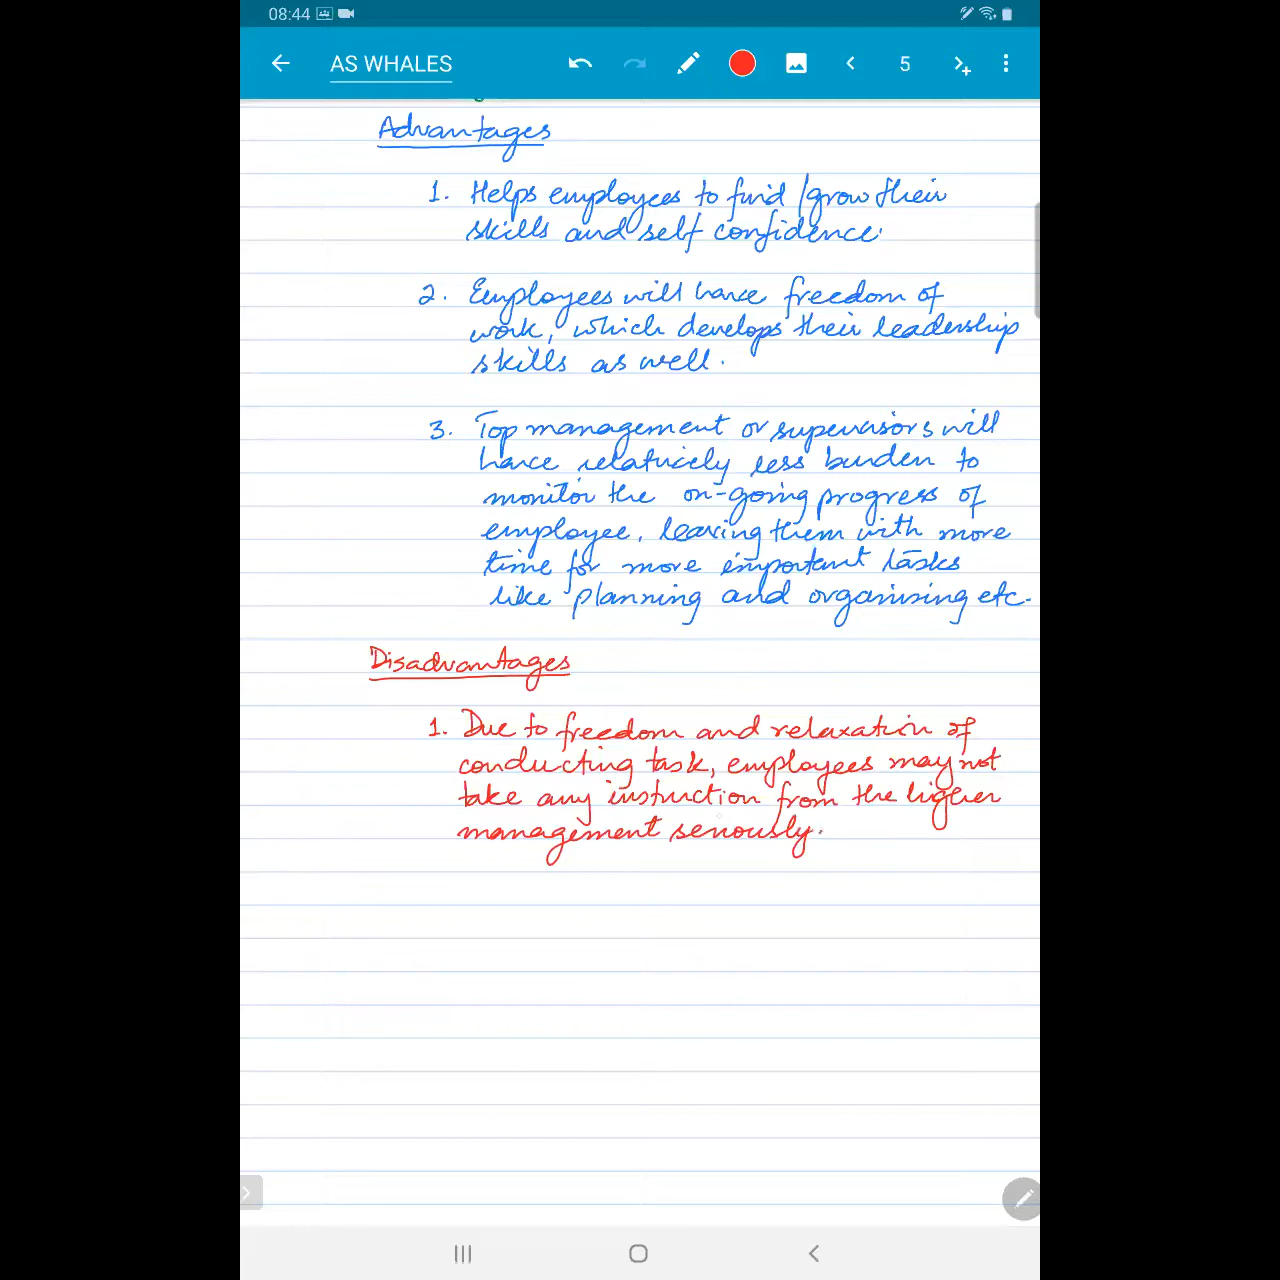 08:44
AS WHALES
5
Advantages
1. Helps employees to find/grow their
skills and self confidence.
2. Employees will have freedom of
work, which develops their leadership
skills as well.
3. Top management or supervisors will
have relatively less burden to
monitor the on-going progress of
employee, leaving them with more
time for more important tasks
like planning and organising etc.
Disadvantages
1. Due to freedom and relaxation of
conducting task, employees may not
take any instruction from the higher
management seriously.